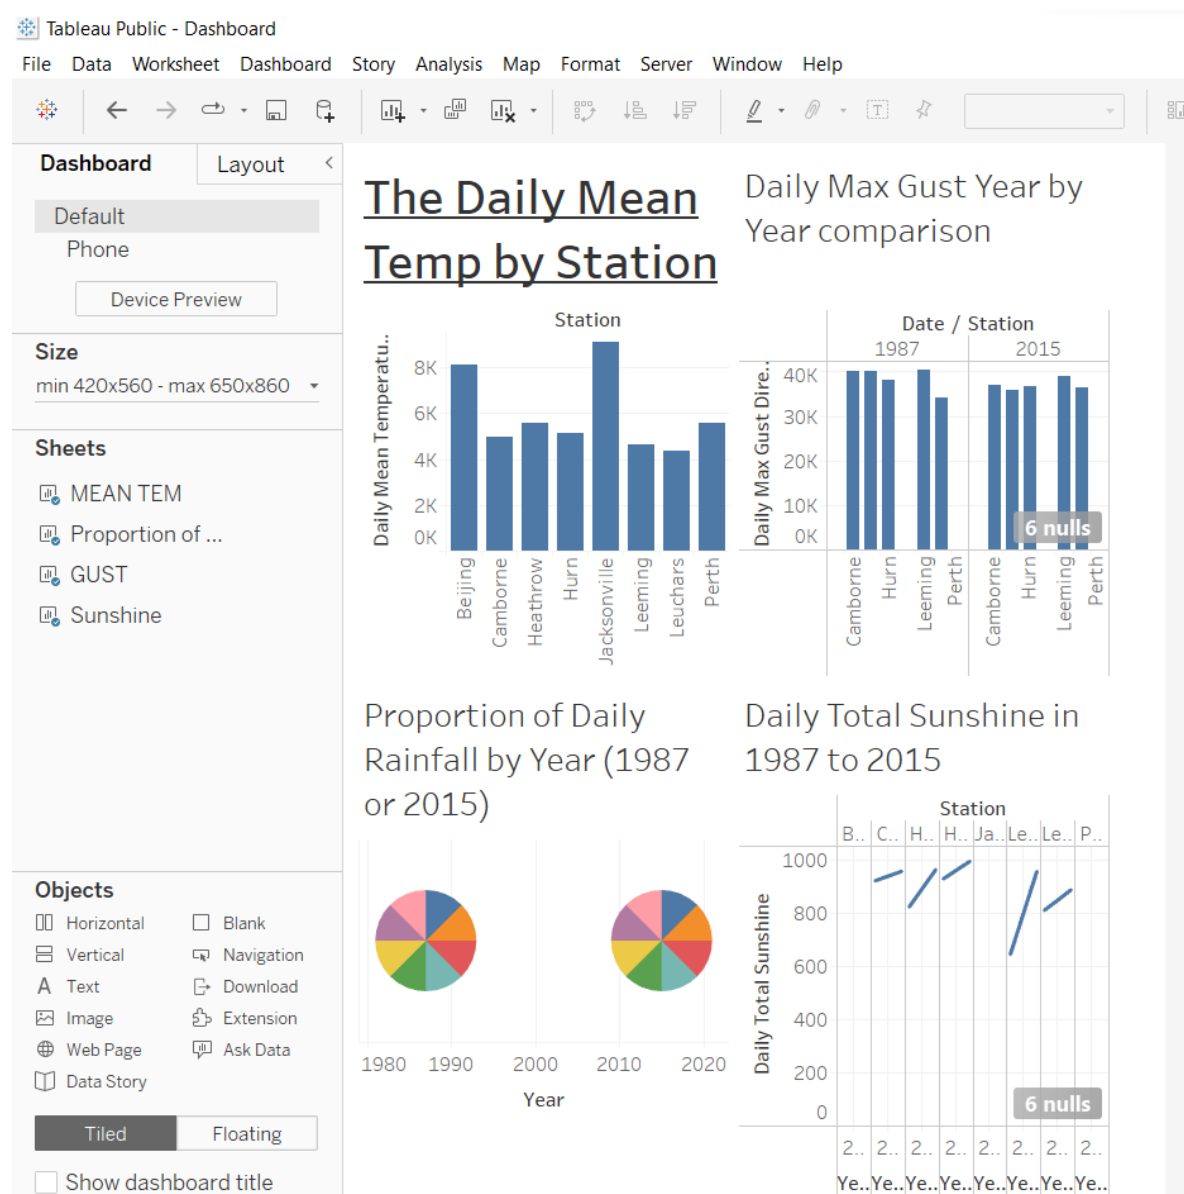 Tableau Public - Dashboard
File Data Worksheet Dashboard Story Analysis Map Format Server Window Help
Dashboard
Layout
Default
Phone
Device Preview
Size
min 420x560 - max 650x860
Sheets
MEAN TEM
Proportion of ...
GUST
Sunshine
Objects
Horizontal
Blank
Vertical
Navigation
Text
Download
Image
Extension
Web Page
Ask Data
Data Story
Tiled
Floating
Show dashboard title
The Daily Mean
Temp by Station
Station
Daily Mean Temperatu..
8K
6K
4K
2K
0K
Beijing
Camborne
Heathrow
Hurn
Jacksonville
Leeming
Leuchars
Perth
Daily Max Gust Year by
Year comparison
Date / Station
1987
2015
Daily Max Gust Dire..
40K
30K
20K
10K
0K
6 nulls
Camborne
Hurn
Leeming
Perth
Camborne
Hurn
Leeming
Perth
Proportion of Daily
Rainfall by Year (1987
or 2015)
1980 1990 2000 2010 2020
Year
Daily Total Sunshine in
1987 to 2015
Station
B.. C.. H.. H.. Ja.. Le.. Le.. P..
Daily Total Sunshine
1000
800
600
400
200
0
6 nulls
2.. 2.. 2.. 2.. 2.. 2.. 2.. 2..
Ye.. Ye.. Ye.. Ye.. Ye.. Ye.. Ye.. Ye..